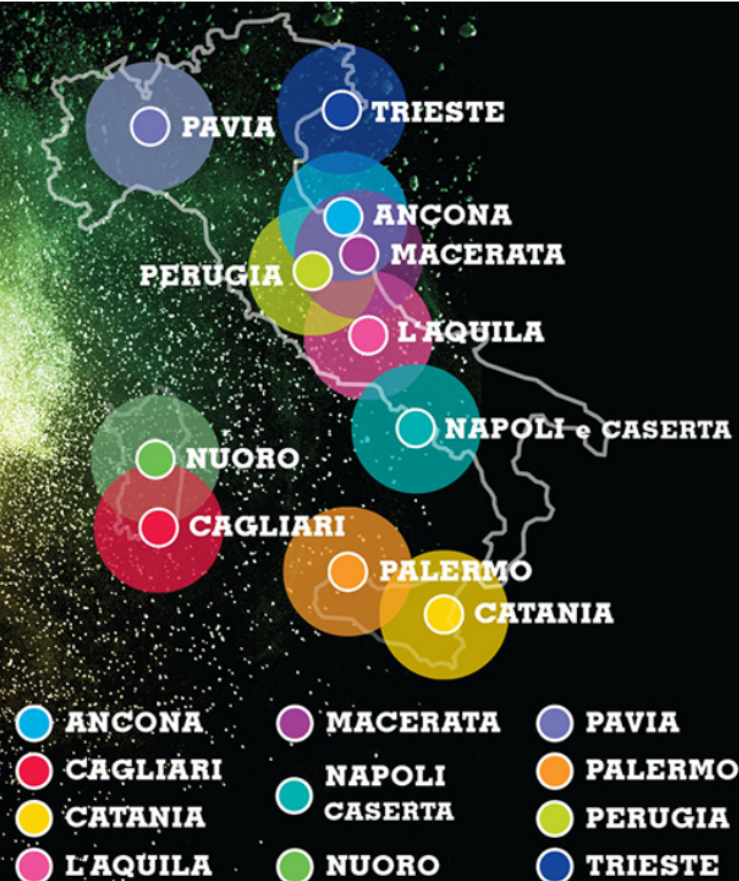 PAVIA
TRIESTE
ANCONA
MACERATA
PERUGIA
L'AQUILA
NAPOLI e CASERTA
NUORO
CAGLIARI
PALERMO
CATANIA
ANCONA
CAGLIARI
CATANIA
L'AQUILA
MACERATA
NAPOLI
CASERTA
NUORO
PAVIA
PALERMO
PERUGIA
TRIESTE